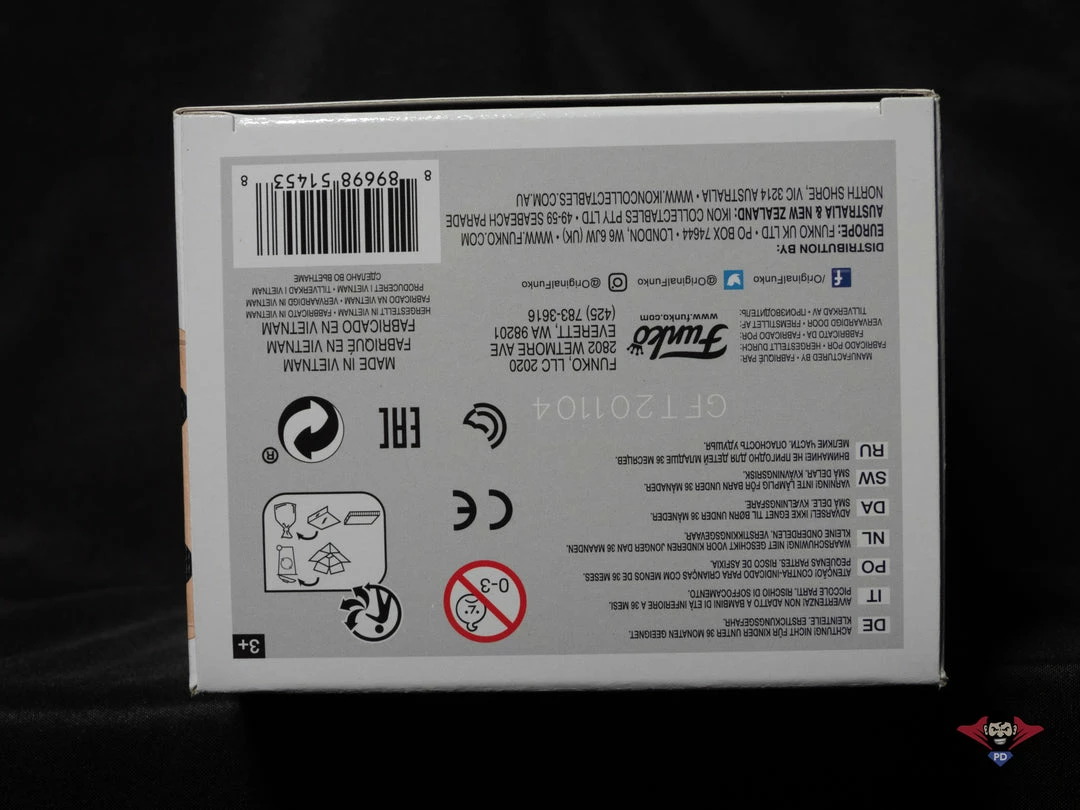 DE
ACHTUNG! NICHT FÜR KINDER UNTER 36 MONATEN GEEIGNET.
KLEINTEILE. ERSTICKUNGSGEFAHR.
IT
AVVERTENZA! NON ADATTO A BAMBINI DI ETÀ INFERIORE A 36 MESI.
PICCOLE PARTI. RISCHIO DI SOFFOCAMENTO.
PO
ATENÇÃO! CONTRA-INDICADO PARA CRIANÇAS COM MENOS DE 36 MESES.
PEQUENAS PARTES. RISCO DE ASFIXIA.
NL
WAARSCHUWING! NIET GESCHIKT VOOR KINDEREN JONGER DAN 36 MAANDEN.
KLEINE ONDERDELEN. VERSTIKKINGSGEVAAR.
DA
ADVARSEL! IKKE EGNET TIL BØRN UNDER 36 MÅNEDER.
SMÅ DELE. KVÆLNINGSFARE.
SW
VARNING! INTE LÄMPLIG FÖR BARN UNDER 36 MÅNADER.
SMÅ DELAR. KVÄVNINGSRISK.
RU
ВНИМАНИЕ! НЕ ПРИГОДНО ДЛЯ ДЕТЕЙ МЛАДШЕ 36 МЕСЯЦЕВ.
МЕЛКИЕ ЧАСТИ. ОПАСНОСТЬ УДУШЬЯ.
3+
0-3
CE
EAC
®
GFT201104
MANUFACTURED BY • FABRIQUÉ PAR:
FABRICADO POR • HERGESTELLT DURCH:
FABBRICATO DA • FABRICADO POR:
VERVAARDIGD DOOR • FREMSTILLET AF:
TILLVERKAD AV • ПРОИЗВОДИТЕЛЬ:
Funko
www.funko.com
FUNKO, LLC 2020
2802 WETMORE AVE
EVERETT, WA 98201
(425) 783-3616
MADE IN VIETNAM
FABRIQUÉ EN VIETNAM
FABRICADO EN VIETNAM
HERGESTELLT IN VIETNAM • FABBRICATO IN VIETNAM
FABRICADO NA VIETNAM • VERVAARDIGD IN VIETNAM
PRODUCERET I VIETNAM • TILLVERKAD I VIETNAM
СДЕЛАНО ВО ВЬЕТНАМЕ
/OriginalFunko
@OriginalFunko
@OriginalFunko
DISTRIBUTION BY:
EUROPE: FUNKO UK LTD • PO BOX 74644 • LONDON, W6 6JW (UK) • WWW.FUNKO.COM
AUSTRALIA & NEW ZEALAND: IKON COLLECTABLES PTY LTD • 49-59 SEABEACH PARADE
NORTH SHORE, VIC 3214 AUSTRALIA • WWW.IKONCOLLECTABLES.COM.AU
8 89698 51453 8
PD